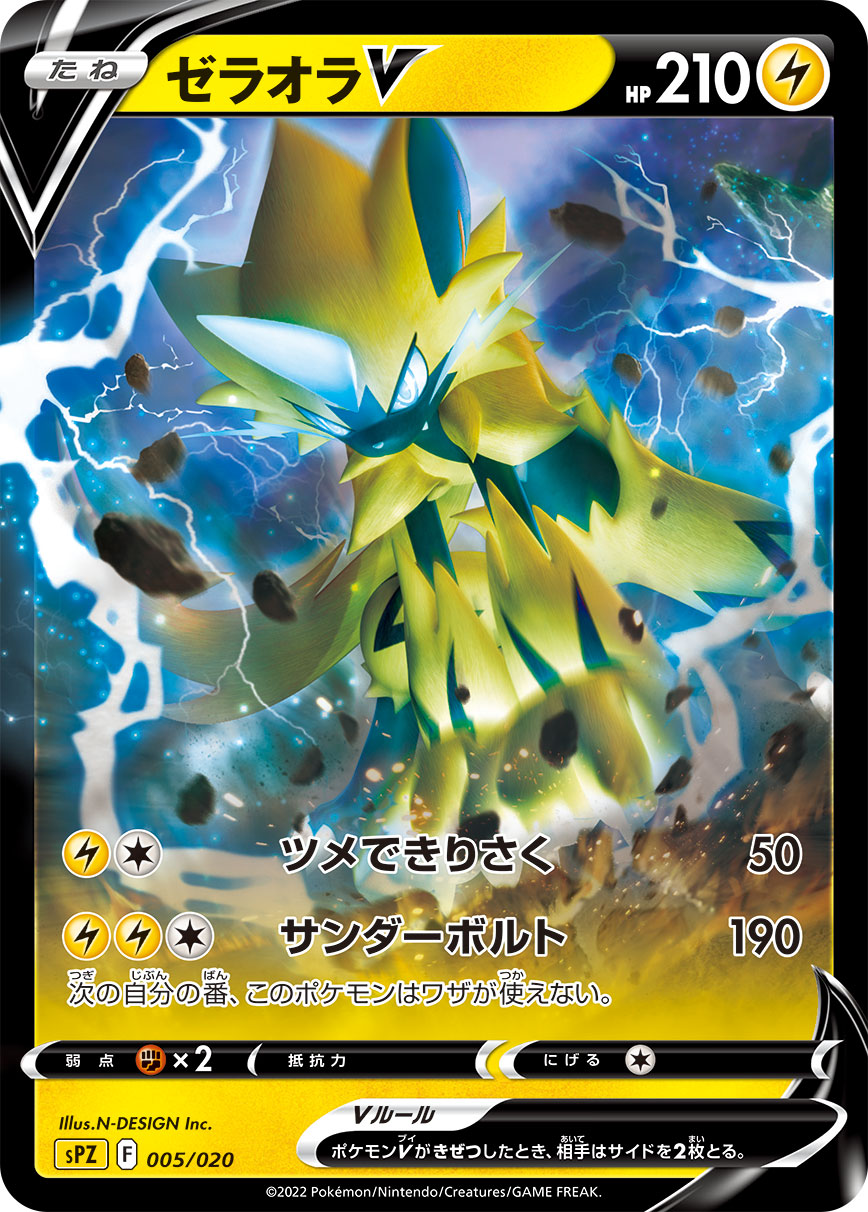 たね ゼラオラV HP 210
ツメできりさく 50
サンダーボルト 190
次の自分の番、このポケモンはワザが使えない。
弱点 ×2 抵抗力 にげる
Illus.N-DESIGN Inc.
Vルール
ポケモンVがきぜつしたとき、相手はサイドを2枚とる。
sPZ F 005/020
©2022 Pokémon/Nintendo/Creatures/GAME FREAK.